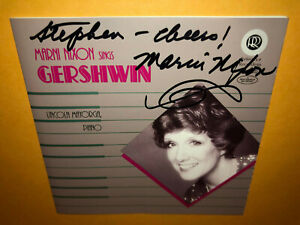 Stephen - cheers!
Marni Nixon
MARNI NIXON SINGS
GERSHWIN
LINCOLN MAYORGA,
PIANO